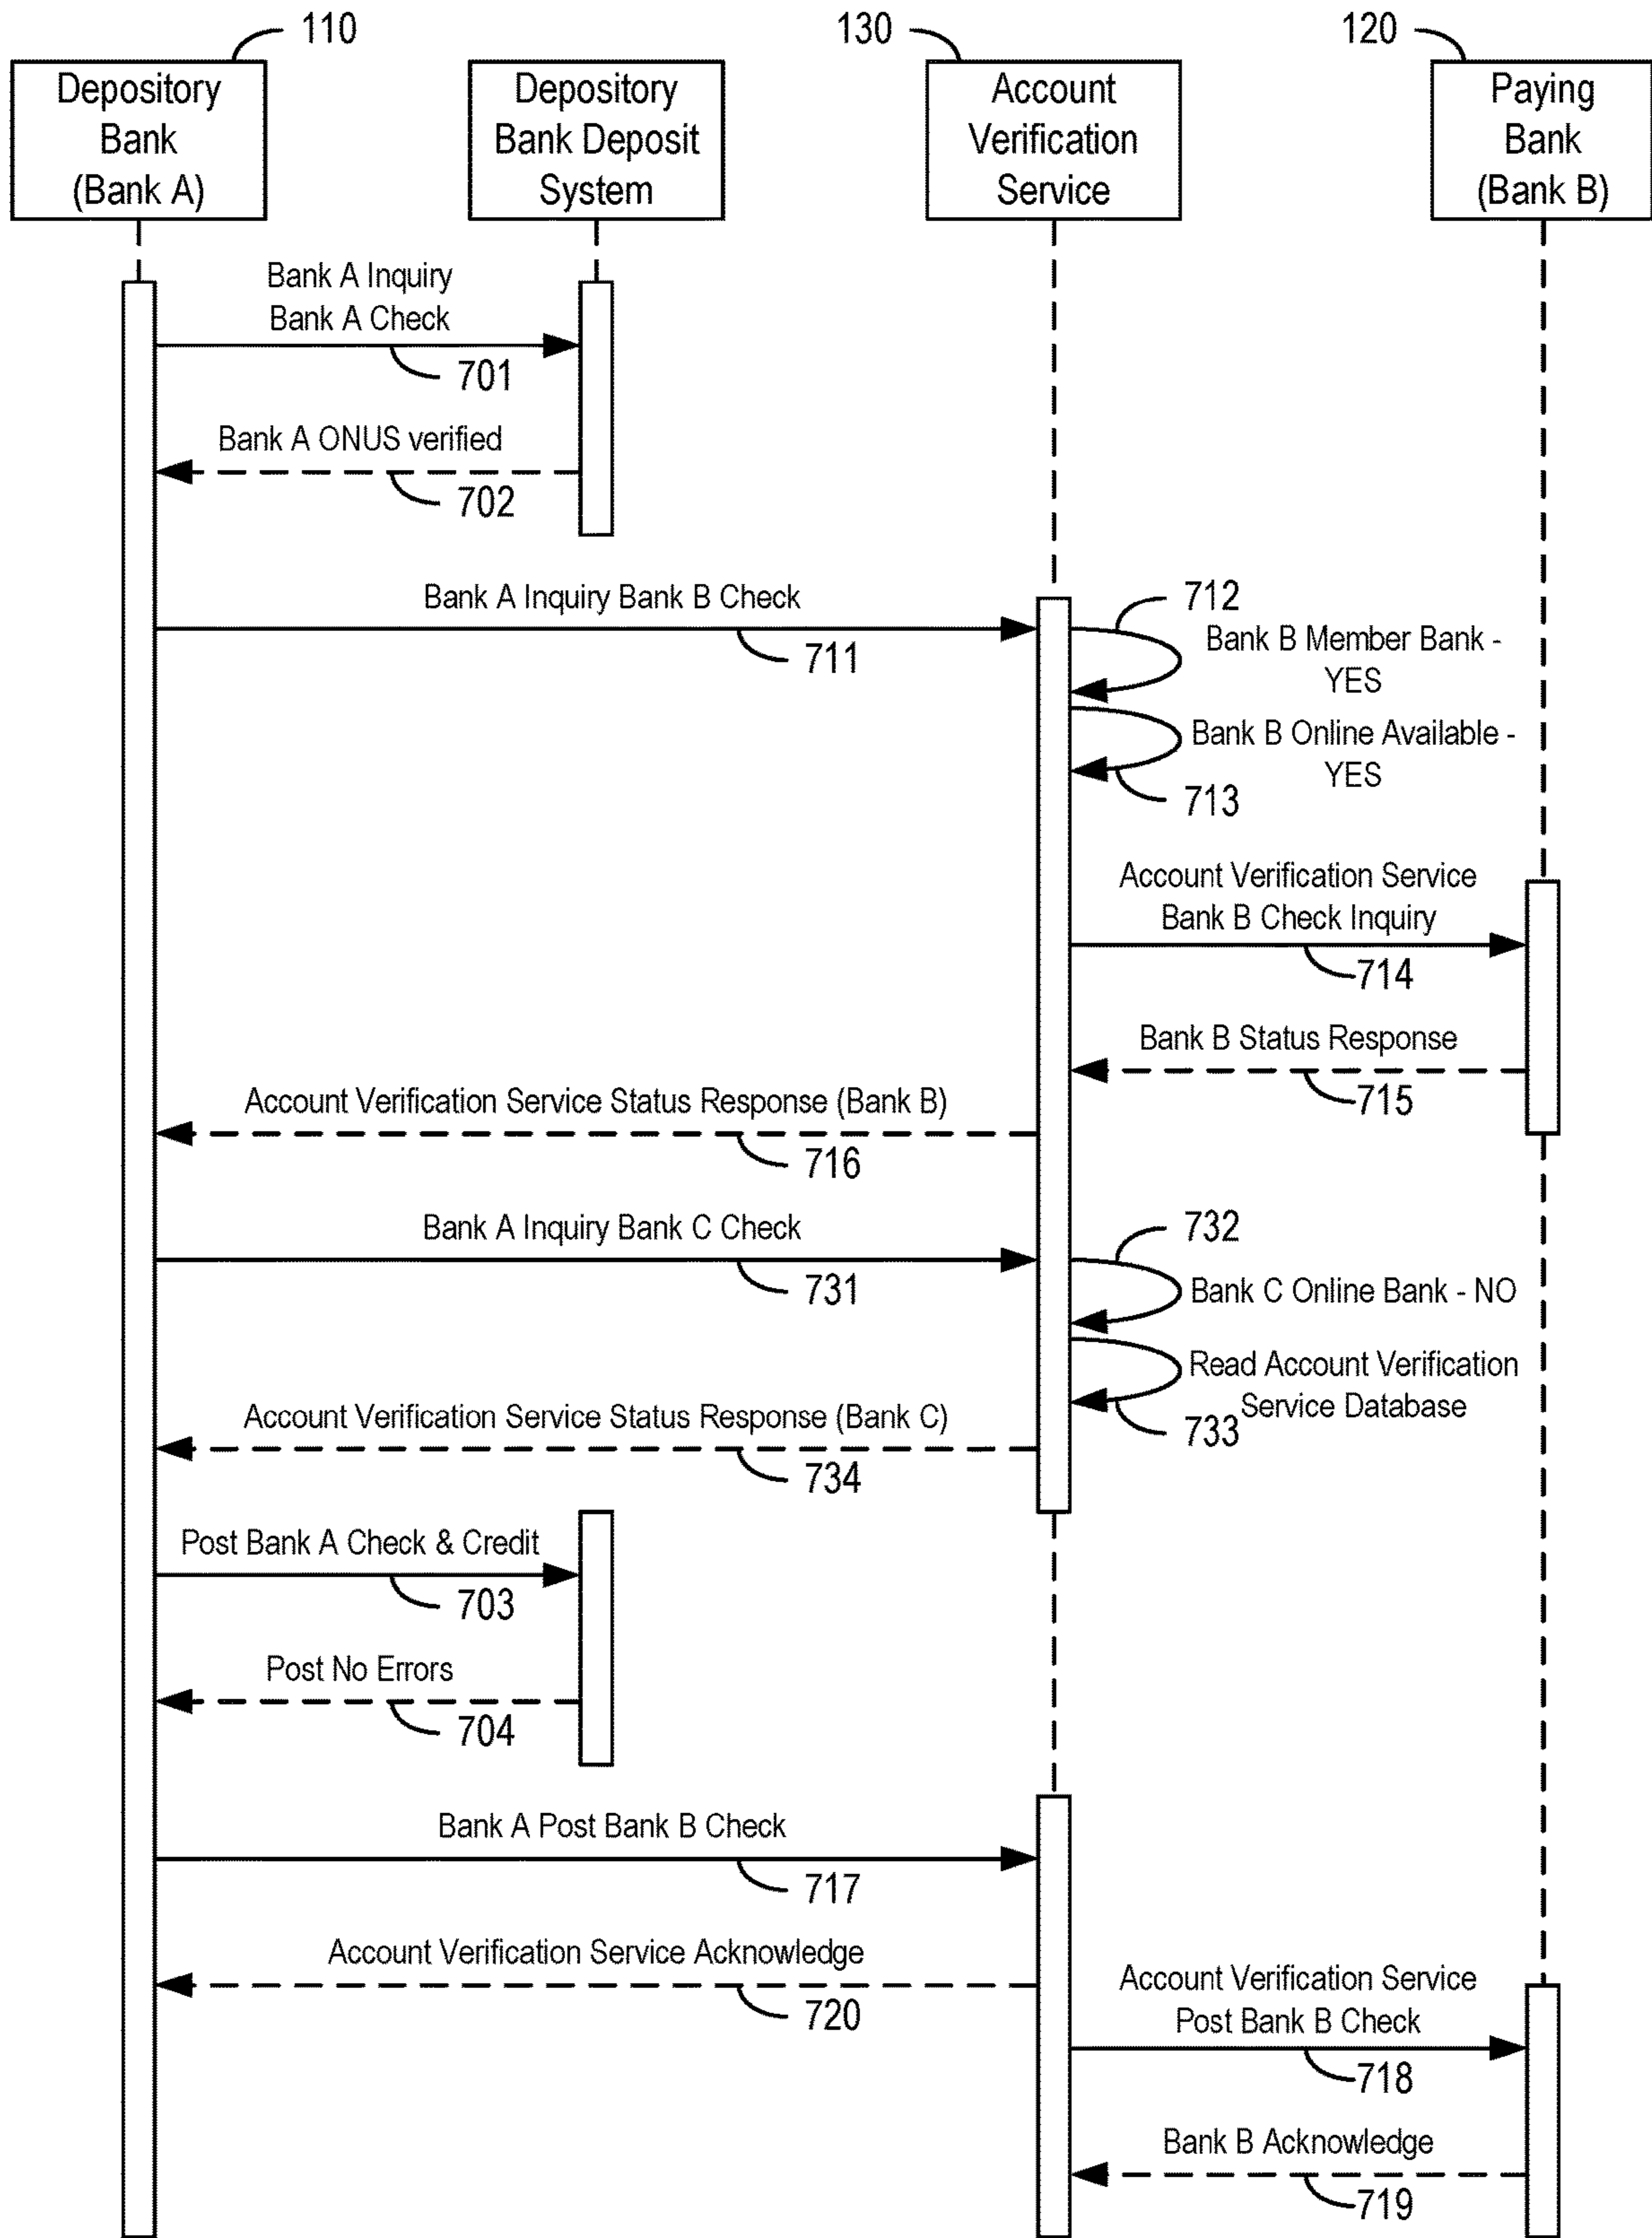 110
130
120
Depository
Bank
(Bank A)
Depository
Bank Deposit
System
Account
Verification
Service
Paying
Bank
(Bank B)
Bank A Inquiry
Bank A Check
701
Bank A ONUS verified
702
Bank A Inquiry Bank B Check
711
712
Bank B Member Bank -
YES
Bank B Online Available -
YES
713
Account Verification Service
Bank B Check Inquiry
714
Bank B Status Response
715
Account Verification Service Status Response (Bank B)
716
Bank A Inquiry Bank C Check
731
732
Bank C Online Bank - NO
Read Account Verification
Service Database
733
Account Verification Service Status Response (Bank C)
734
Post Bank A Check & Credit
703
Post No Errors
704
Bank A Post Bank B Check
717
Account Verification Service Acknowledge
720
Account Verification Service
Post Bank B Check
718
Bank B Acknowledge
719